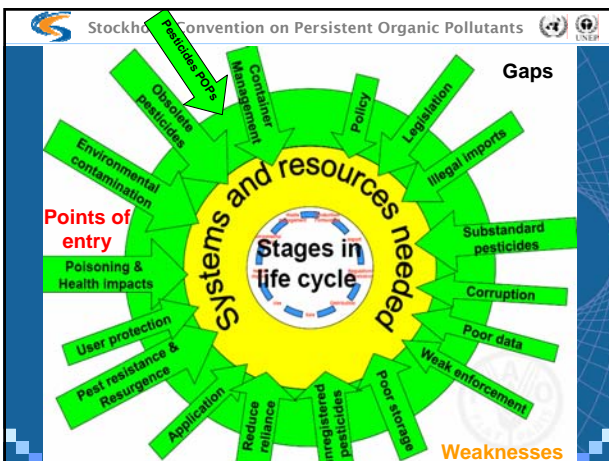 Stockholm Convention on Persistent Organic Pollutants
UNEP
Pesticides POPs
Gaps
Container
Management
Policy
Legislation
Illegal imports
Obsolete
pesticides
Environmental
contamination
Points of
entry
Systems and resources needed
Stages in
life cycle
Substandard
pesticides
Poisoning &
Health impacts
Corruption
User protection
Poor data
Pest resistance &
Resurgence
Weak enforcement
Application
Reduce
reliance
nregistered
pesticides
Poor storage
Weaknesses